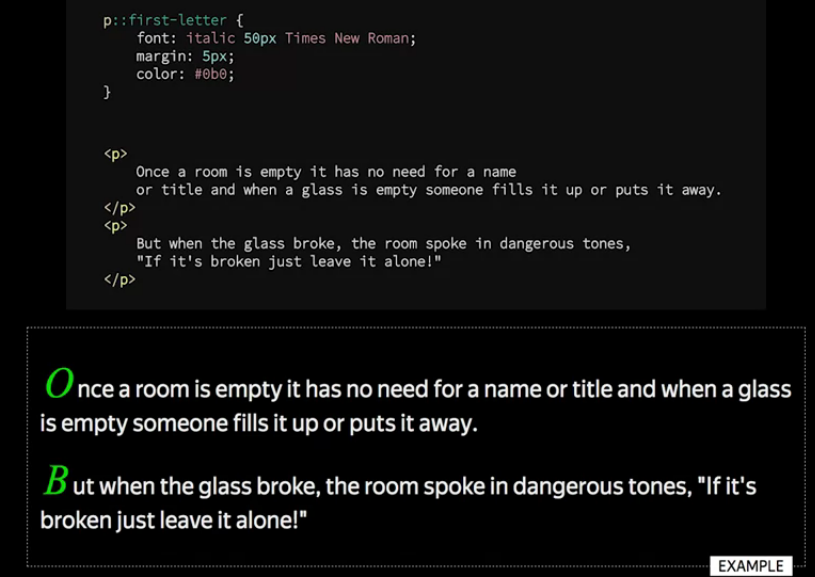 p::first-letter {
    font: italic 50px Times New Roman;
    margin: 5px;
    color: #0b0;
}
<p>
    Once a room is empty it has no need for a name
    or title and when a glass is empty someone fills it up or puts it away.
</p>
<p>
    But when the glass broke, the room spoke in dangerous tones,
    "If it's broken just leave it alone!"
</p>
Once a room is empty it has no need for a name or title and when a glass
is empty someone fills it up or puts it away.
But when the glass broke, the room spoke in dangerous tones, "If it's
broken just leave it alone!"
EXAMPLE